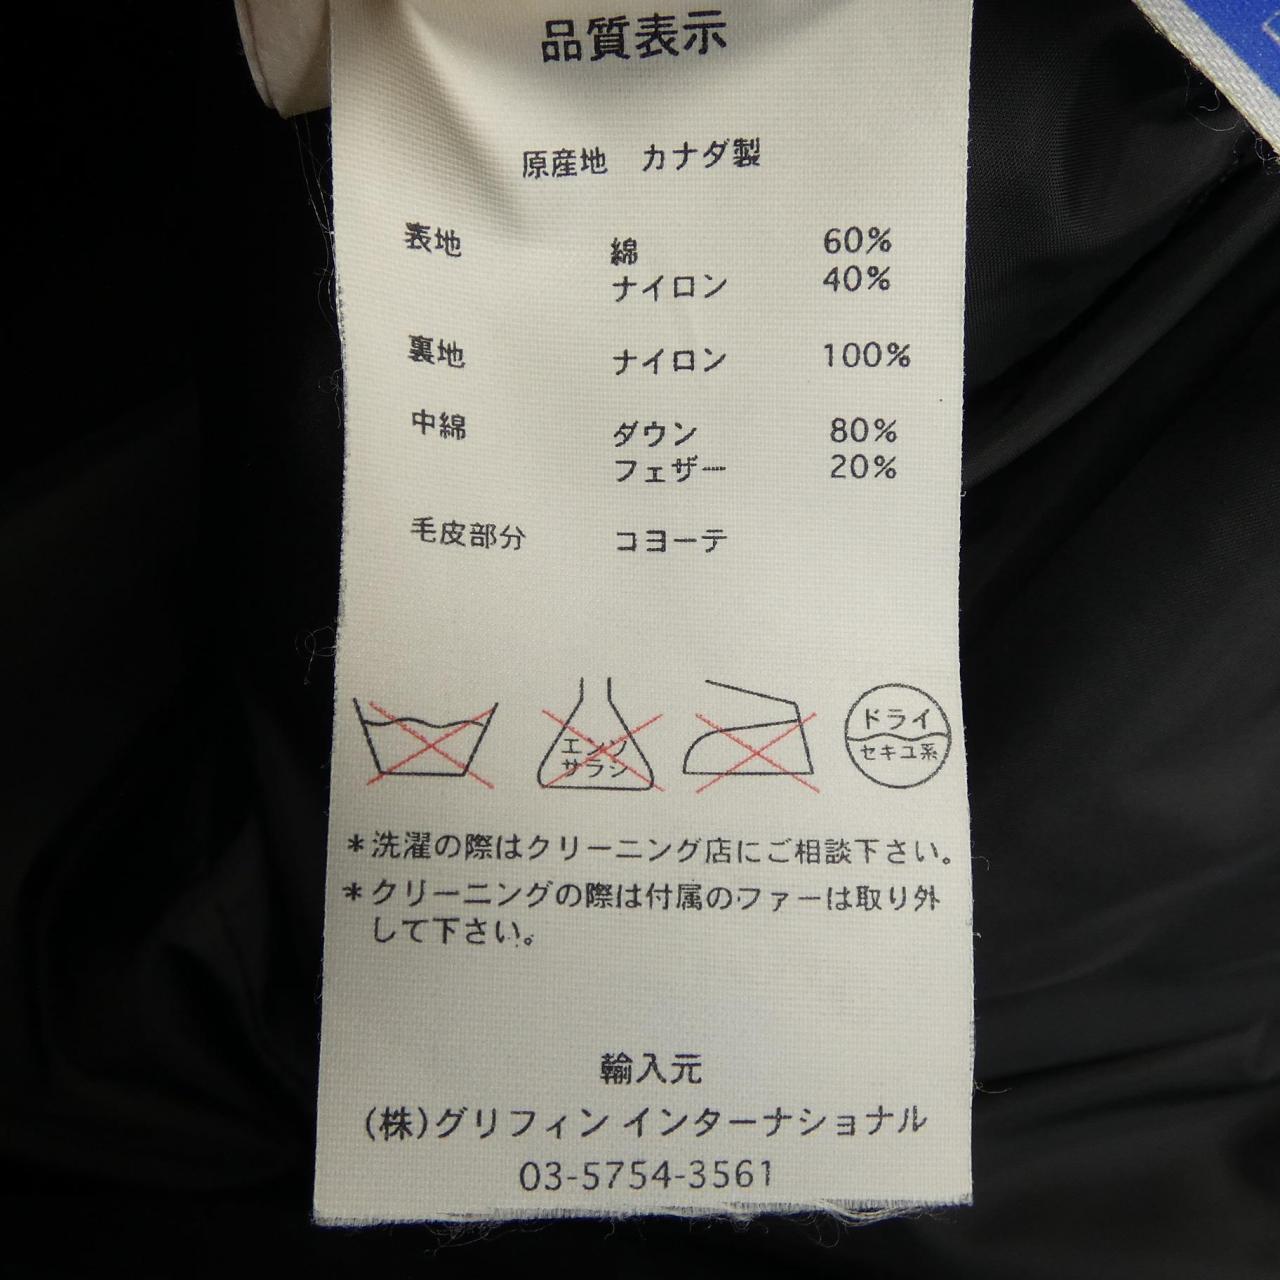 品質表示
原産地 カナダ製
表地 綿 60%
ナイロン 40%
裏地 ナイロン 100%
中綿 ダウン 80%
フェザー 20%
毛皮部分 コヨーテ
エンソ
サラシ
ドライ
セキユ系
*洗濯の際はクリーニング店にご相談下さい。
*クリーニングの際は付属のファーは取り外
して下さい。
輸入元
(株)グリフィン インターナショナル
03-5754-3561